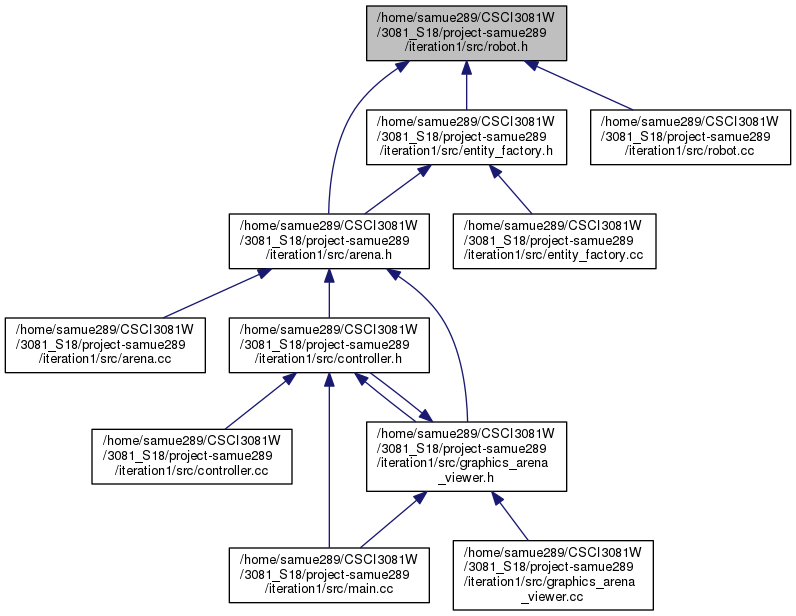 /home/samue289/CSCI3081W
/3081_S18/project-samue289
/iteration1/src/robot.h
/home/samue289/CSCI3081W
/3081_S18/project-samue289
/iteration1/src/entity_factory.h
/home/samue289/CSCI3081W
/3081_S18/project-samue289
/iteration1/src/robot.cc
/home/samue289/CSCI3081W
/3081_S18/project-samue289
/iteration1/src/arena.h
/home/samue289/CSCI3081W
/3081_S18/project-samue289
/iteration1/src/entity_factory.cc
/home/samue289/CSCI3081W
/3081_S18/project-samue289
/iteration1/src/arena.cc
/home/samue289/CSCI3081W
/3081_S18/project-samue289
/iteration1/src/controller.h
/home/samue289/CSCI3081W
/3081_S18/project-samue289
/iteration1/src/controller.cc
/home/samue289/CSCI3081W
/3081_S18/project-samue289
/iteration1/src/graphics_arena
_viewer.h
/home/samue289/CSCI3081W
/3081_S18/project-samue289
/iteration1/src/main.cc
/home/samue289/CSCI3081W
/3081_S18/project-samue289
/iteration1/src/graphics_arena
_viewer.cc